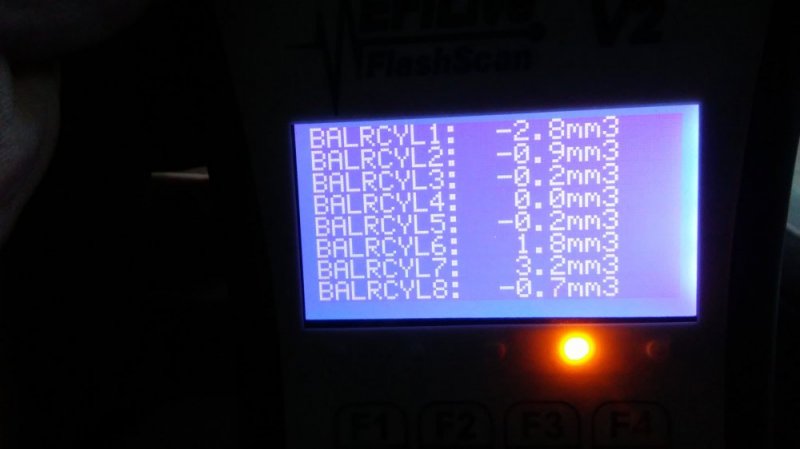 EFILive
V2
FlashScan
BALRCYL1: -2.8mm3
BALRCYL2: -0.9mm3
BALRCYL3: -0.2mm3
BALRCYL4: 0.0mm3
BALRCYL5: -0.2mm3
BALRCYL6: 1.8mm3
BALRCYL7: 3.2mm3
BALRCYL8: -0.7mm3
F1 F2 F3 F4